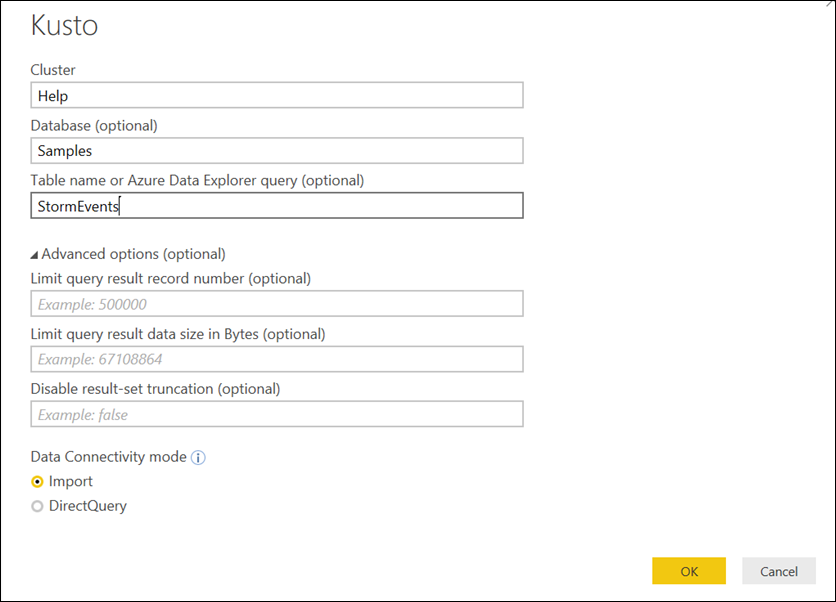 Kusto
Cluster
Help
Database (optional)
Samples
Table name or Azure Data Explorer query (optional)
StormEvents
Advanced options (optional)
Limit query result record number (optional)
Example: 500000
Limit query result data size in Bytes (optional)
Example: 67108864
Disable result-set truncation (optional)
Example: false
Data Connectivity mode
Import
DirectQuery
OK Cancel